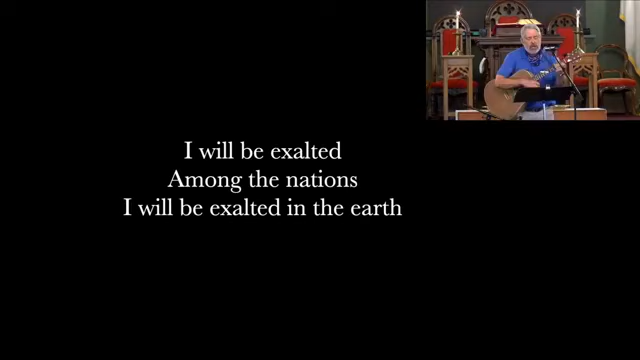 I will be exalted
Among the nations
I will be exalted in the earth